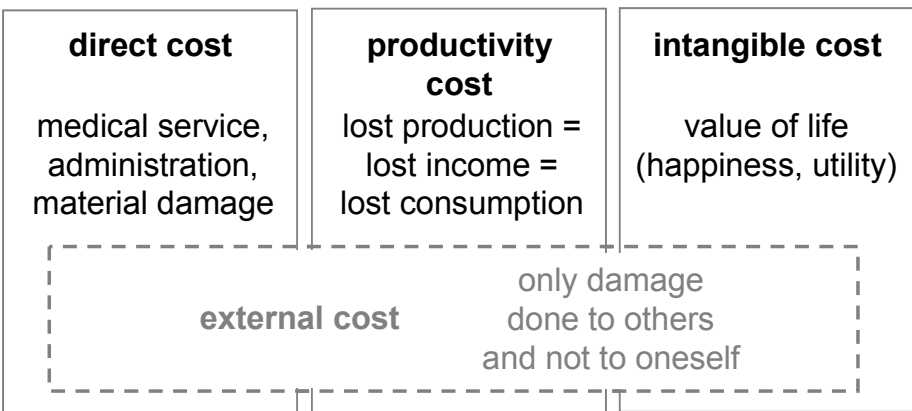 direct cost
medical service,
administration,
material damage
productivity
cost
lost production =
lost income =
lost consumption
intangible cost
value of life
(happiness, utility)
external cost
only damage
done to others
and not to oneself